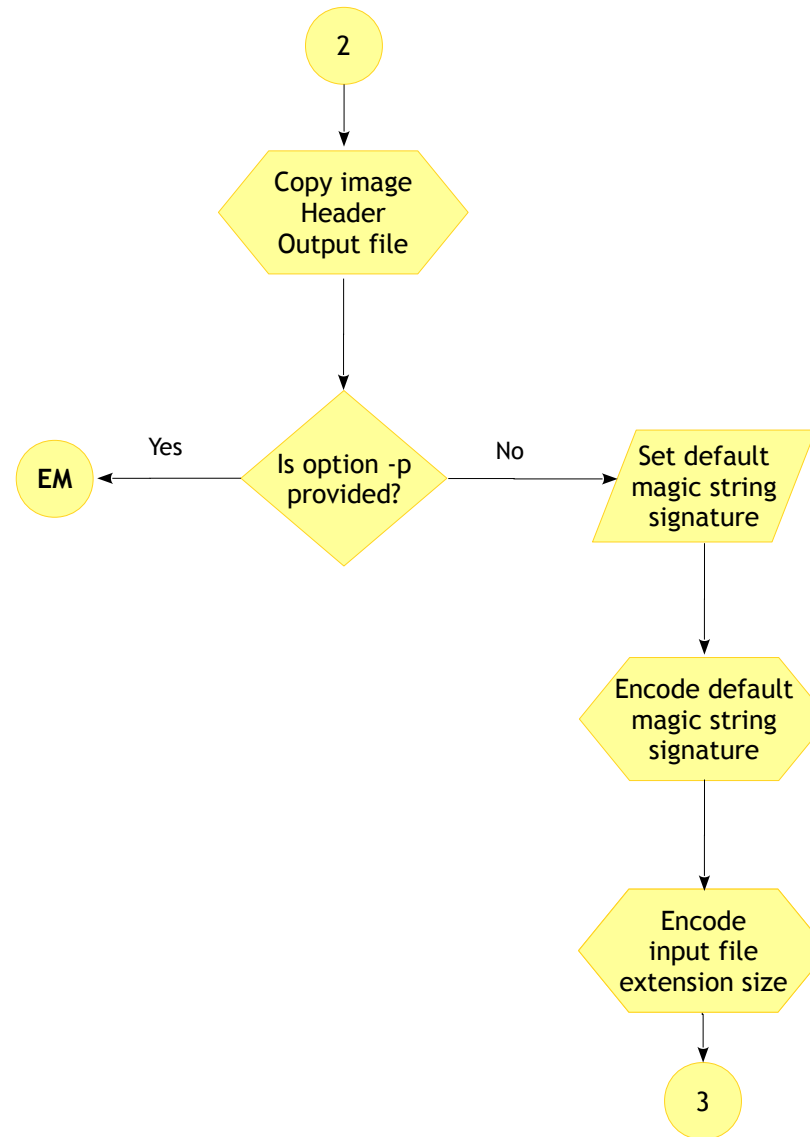 2
Copy image
Header
Output file
Yes
No
EM
Is option -p
provided?
Set default
magic string
signature
Encode default
magic string
signature
Encode
input file
extension size
3